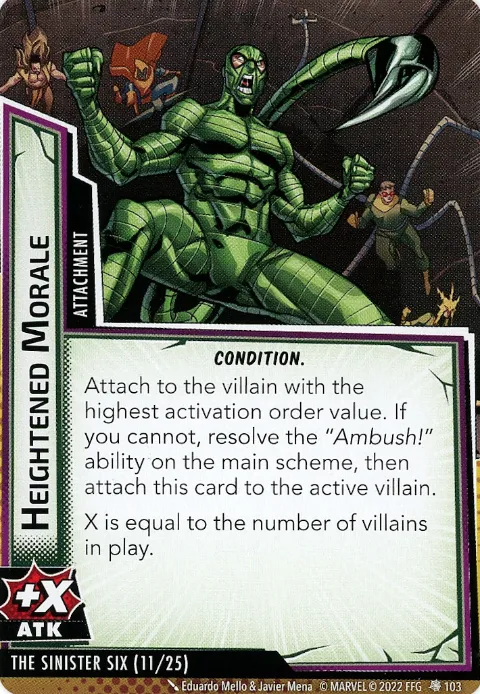 HEIGHTENED MORALE
ATTACHMENT
CONDITION.
Attach to the villain with the
highest activation order value. If
you cannot, resolve the "Ambush!"
ability on the main scheme, then
attach this card to the active villain.
X is equal to the number of villains
in play.
+X
ATK
THE SINISTER SIX (11/25)
Eduardo Mello & Javier Mena © MARVEL © 2022 FFG 103